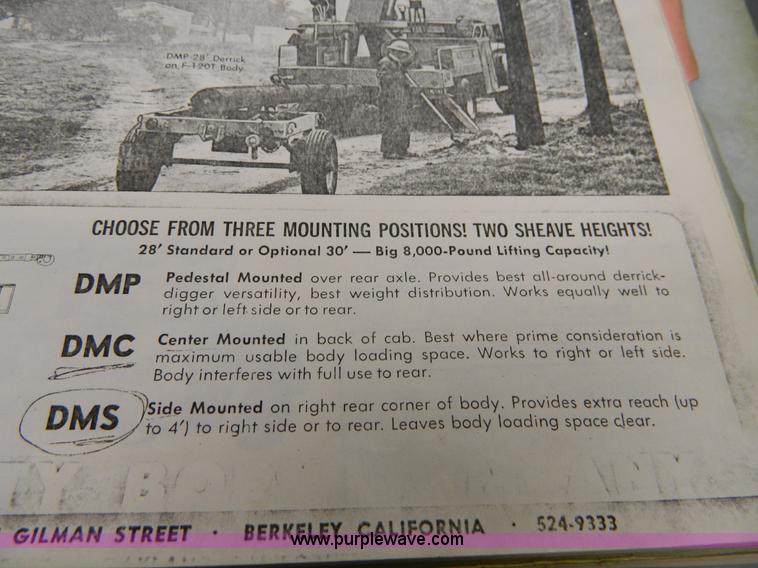 DMP 28' Derrick
on F-120T Body
CHOOSE FROM THREE MOUNTING POSITIONS! TWO SHEAVE HEIGHTS!
28' Standard or Optional 30' — Big 8,000-Pound Lifting Capacity!
DMP Pedestal Mounted over rear axle. Provides best all-around derrick-
digger versatility, best weight distribution. Works equally well to
right or left side or to rear.
DMC Center Mounted in back of cab. Best where prime consideration is
maximum usable body loading space. Works to right or left side.
Body interferes with full use to rear.
DMS Side Mounted on right rear corner of body. Provides extra reach (up
to 4') to right side or to rear. Leaves body loading space clear.
GILMAN STREET · BERKELEY, CALIFORNIA · 524-9333
www.purplewave.com